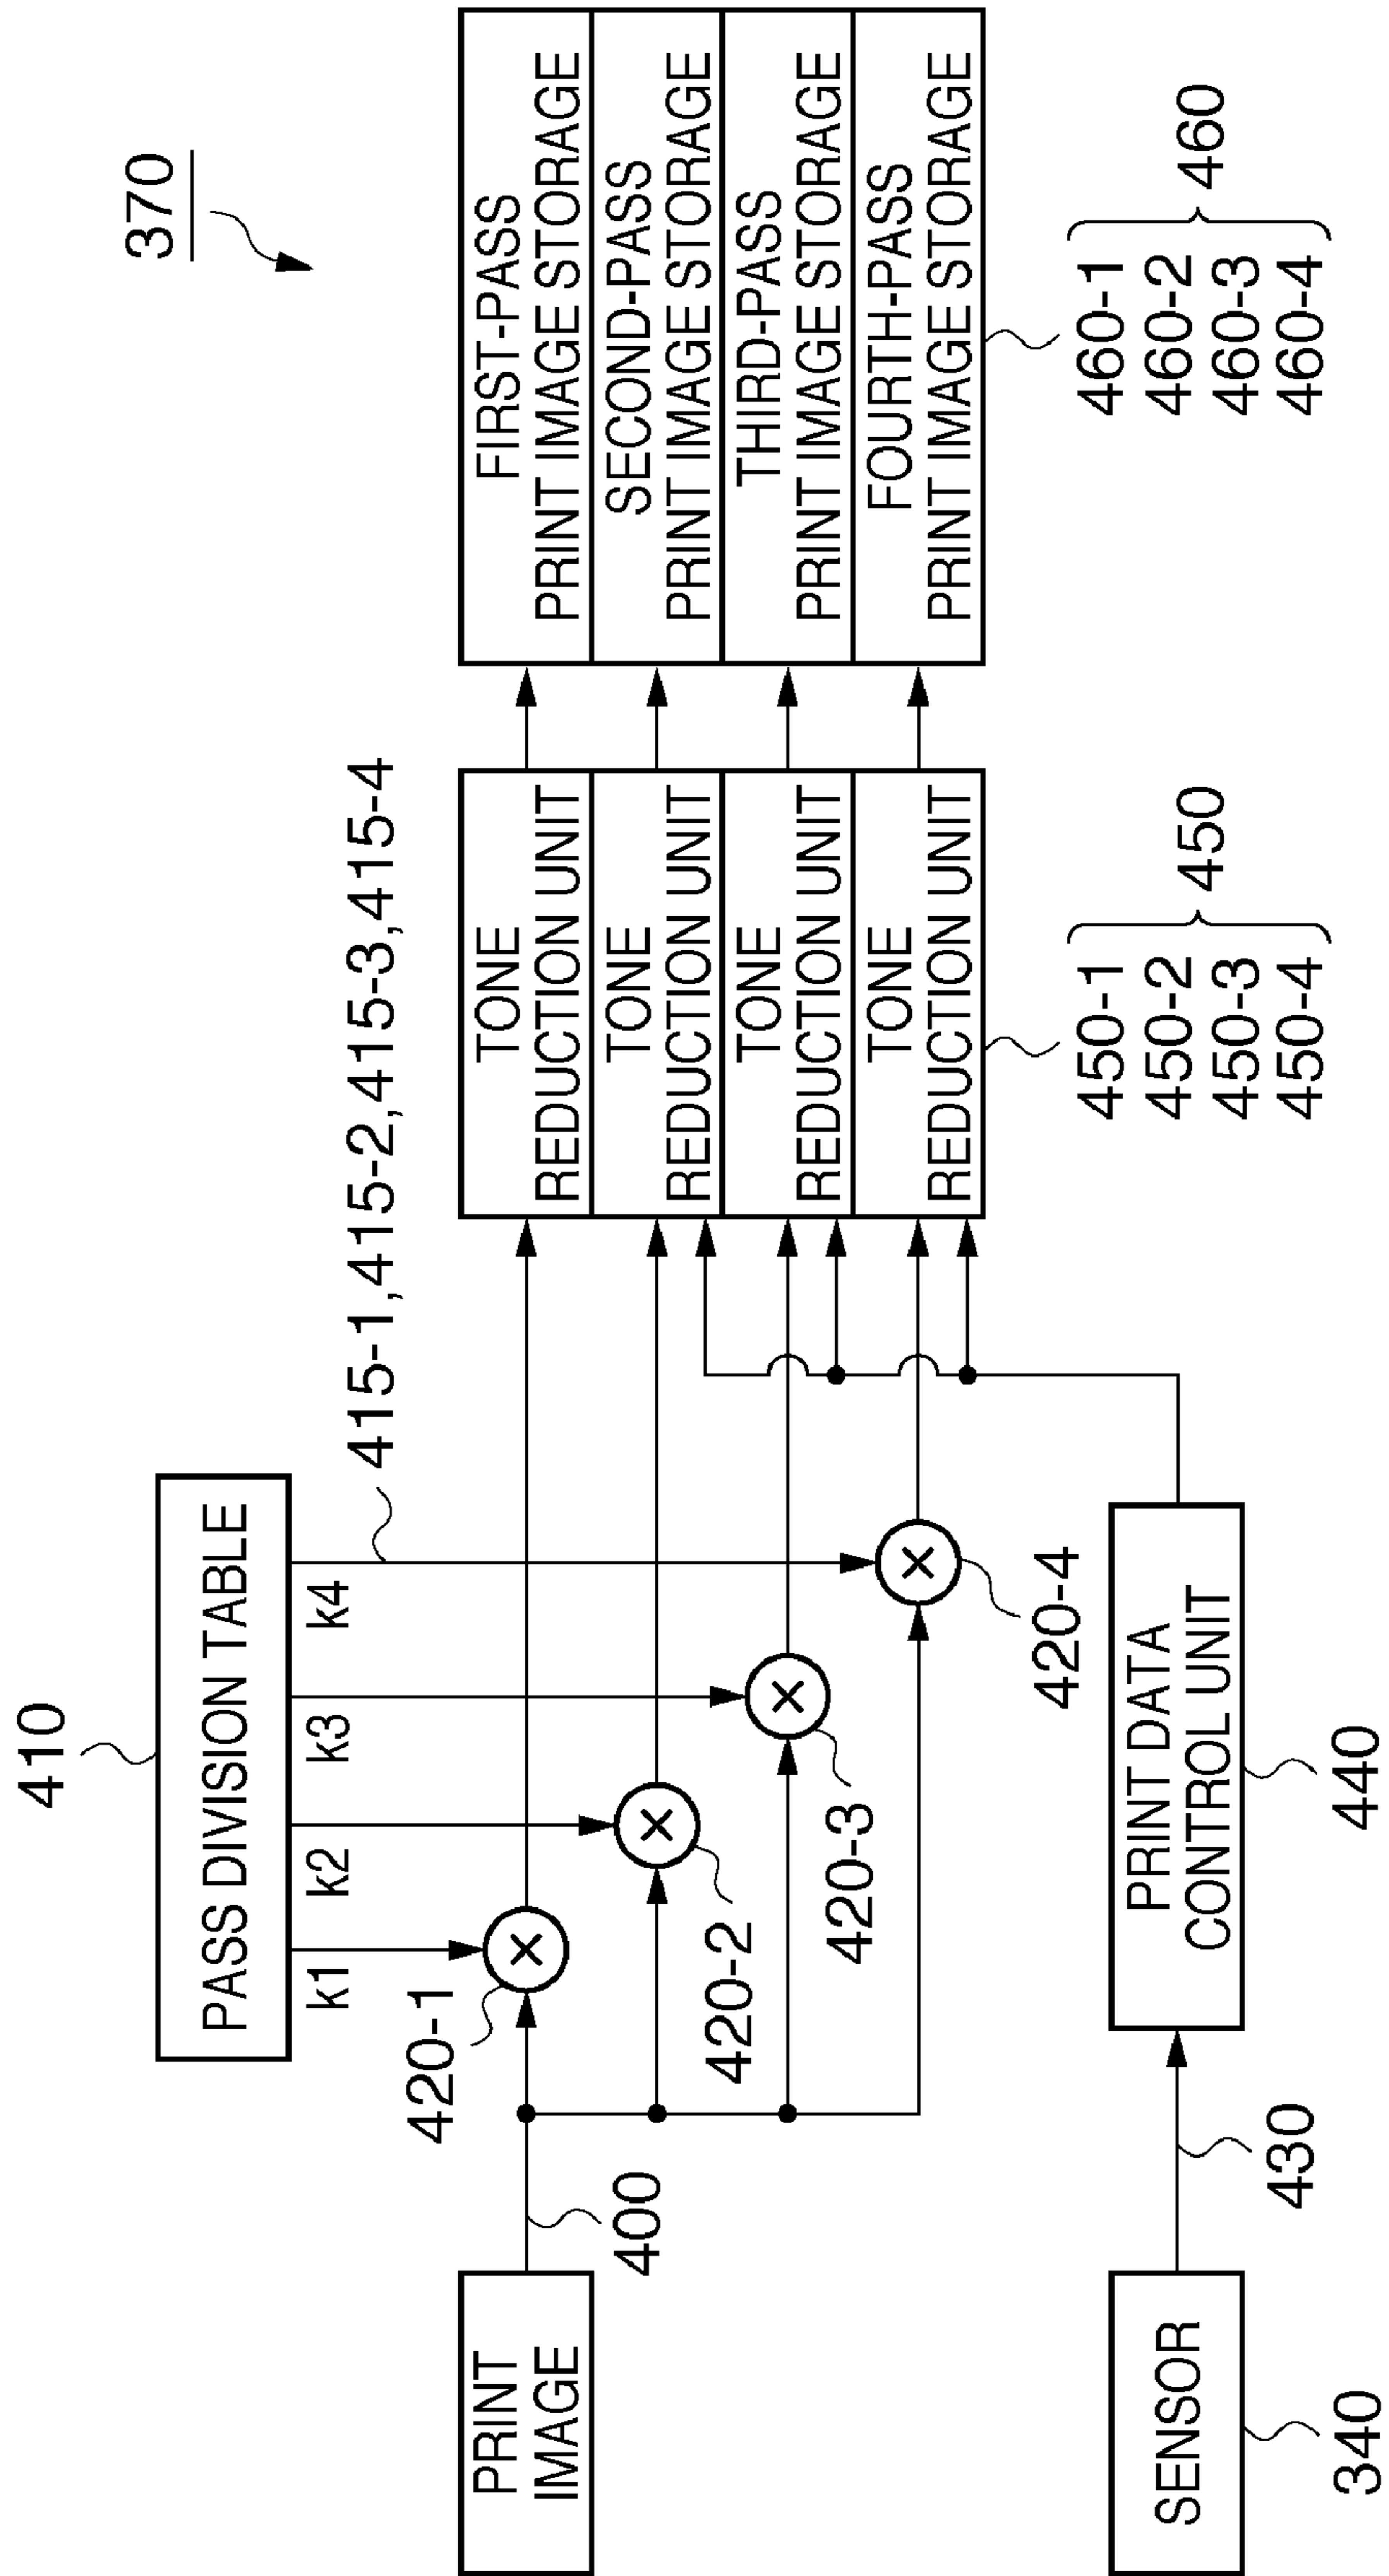 370
410
PASS DIVISION TABLE
k1
k2
k3
k4
415-1,415-2,415-3,415-4
420-1
420-2
420-3
420-4
PRINT
IMAGE
400
TONE
REDUCTION UNIT
TONE
REDUCTION UNIT
TONE
REDUCTION UNIT
TONE
REDUCTION UNIT
FIRST-PASS
PRINT IMAGE STORAGE
SECOND-PASS
PRINT IMAGE STORAGE
THIRD-PASS
PRINT IMAGE STORAGE
FOURTH-PASS
PRINT IMAGE STORAGE
SENSOR
340
430
PRINT DATA
CONTROL UNIT
440
450-1
450-2
450-3
450-4
450
460-1
460-2
460-3
460-4
460